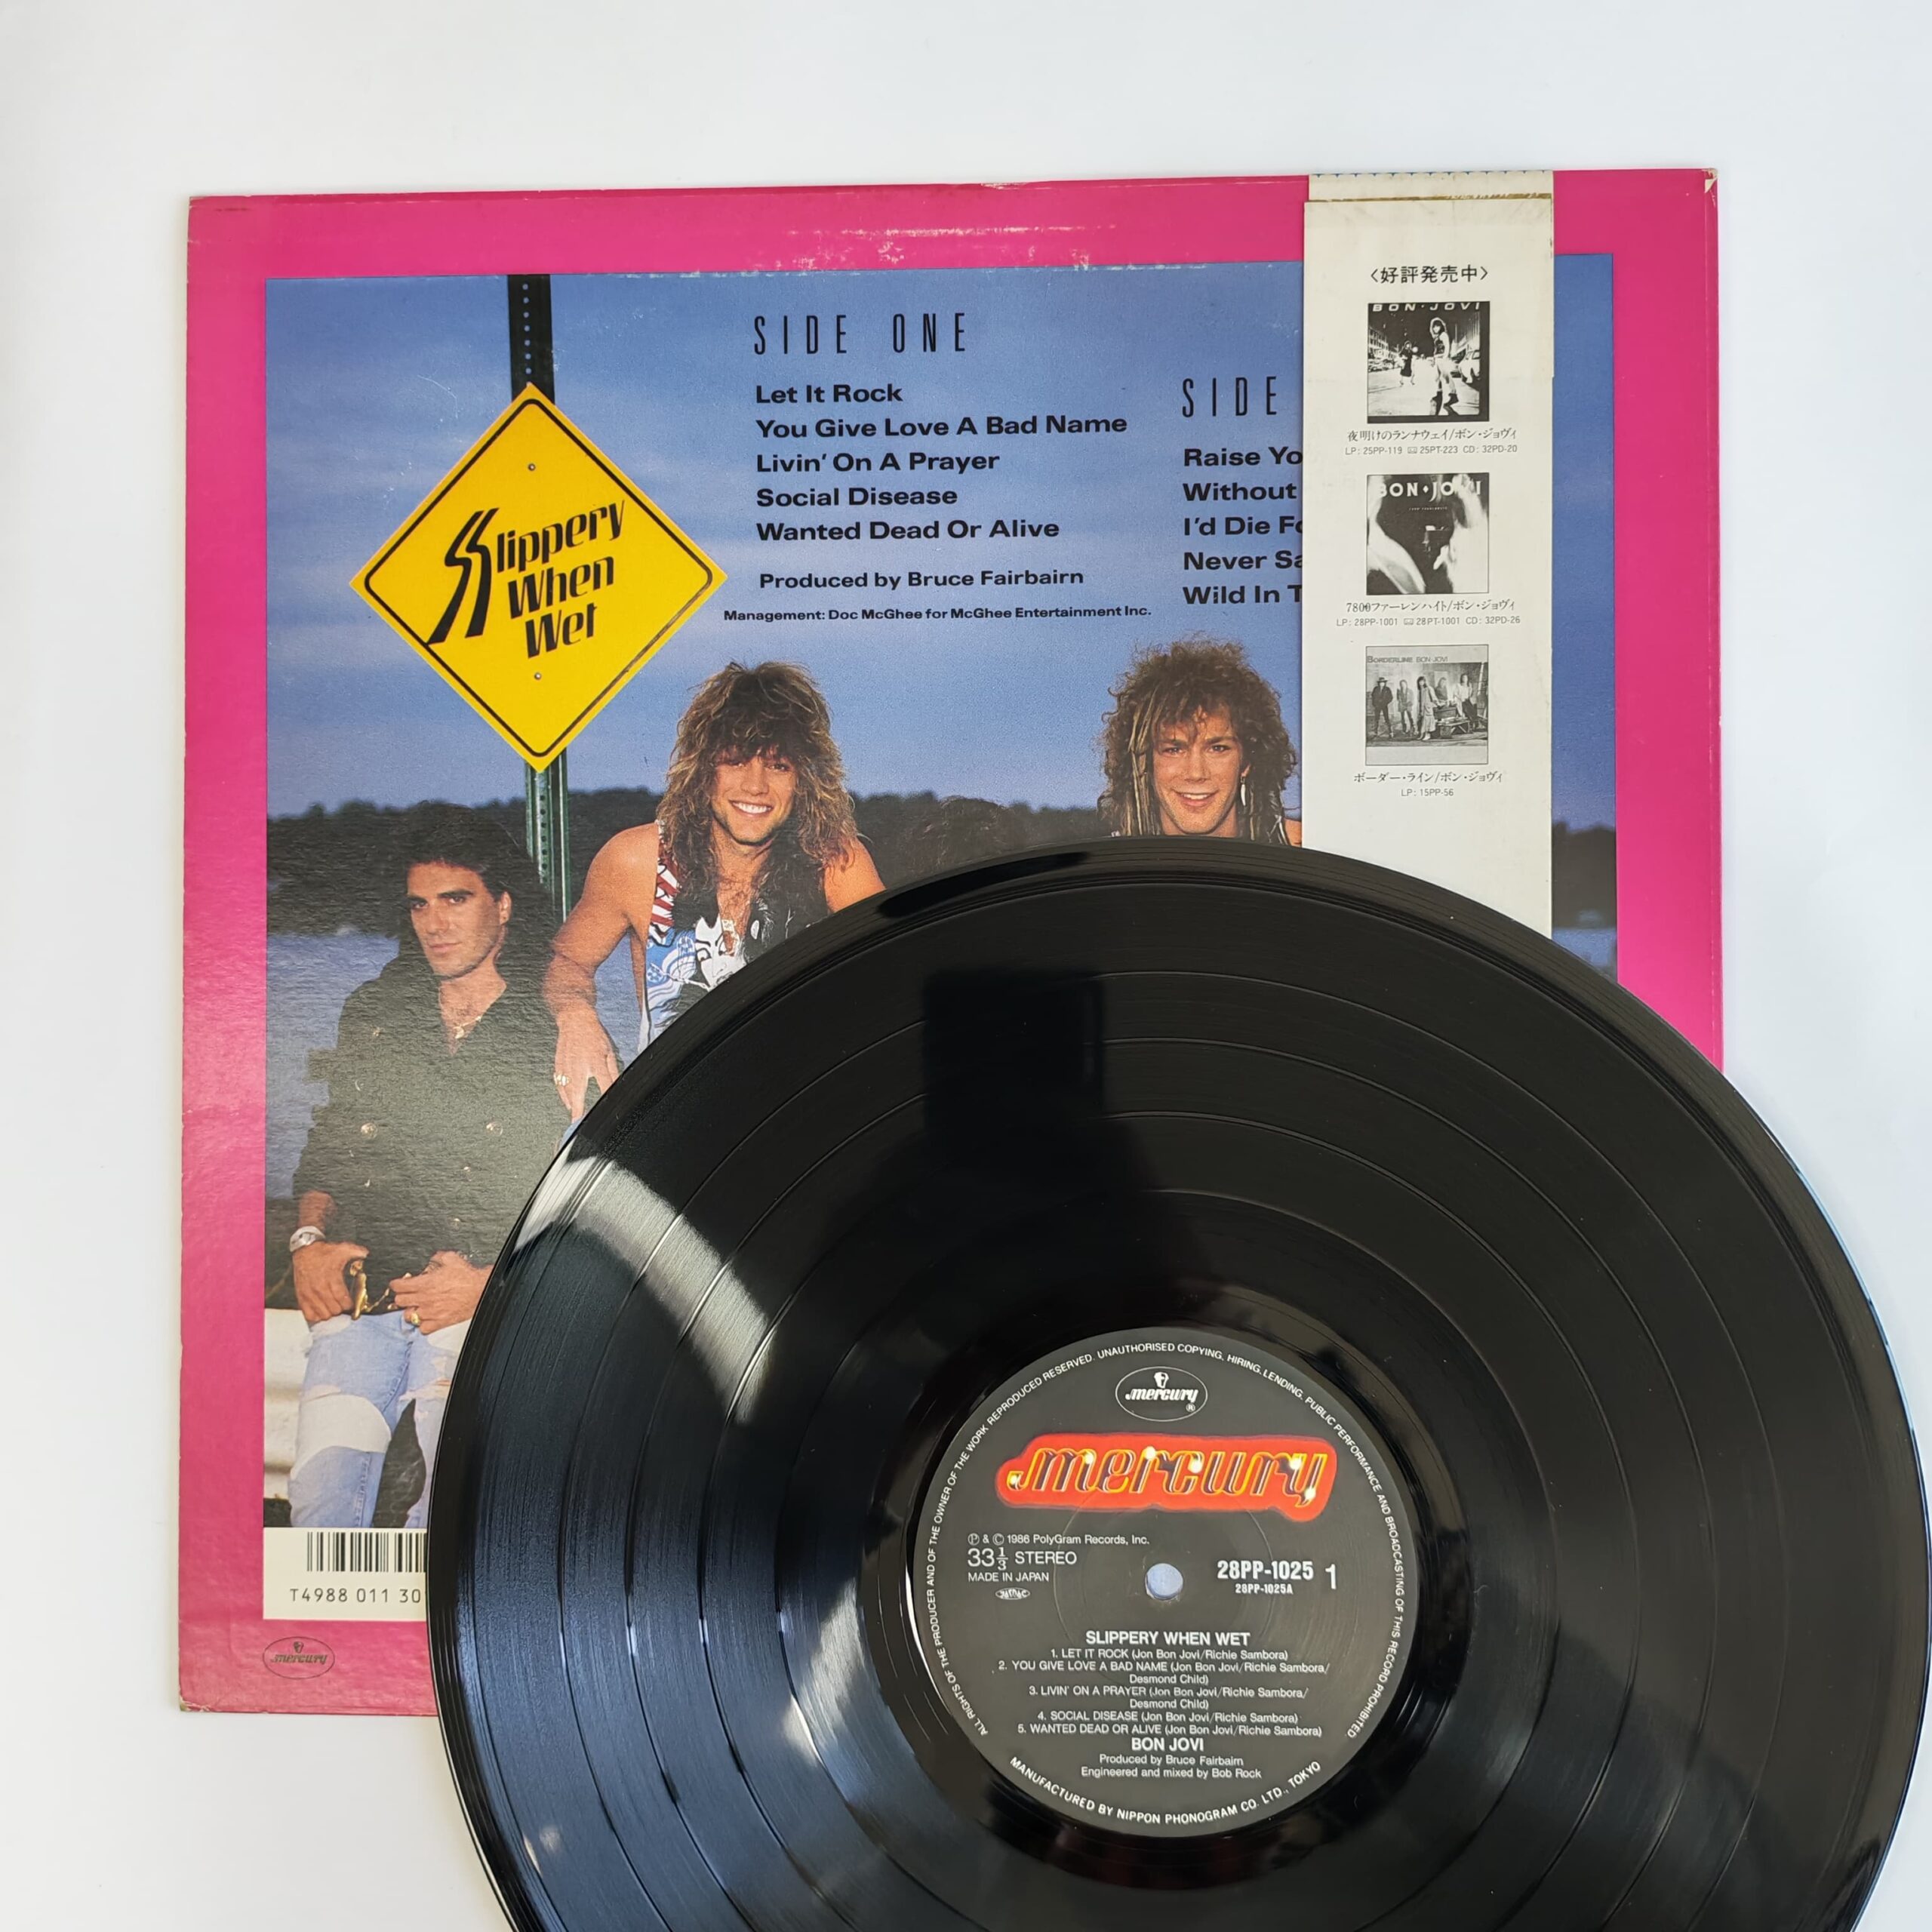 SIDE ONE
Let It Rock
You Give Love A Bad Name
Livin' On A Prayer
Social Disease
Wanted Dead Or Alive
Produced by Bruce Fairbairn
Management: Doc McGhee for McGhee Entertainment Inc.
Slippery
When
Wet
SIDE
Raise Yo
Without
I'd Die Fo
Never Sa
Wild In T
〈好評発売中〉
BON・JOVI
夜明けのランナウェイ/ボン・ジョヴィ
LP: 25PP-119 25PT-223 CD: 32PD-20
BON・JOVI
7800ファーレンハイト/ボン・ジョヴィ
LP: 28PP-1001 28PT-1001 CD: 32PD-26
BORDERLINE BON JOVI
ボーダー・ライン/ボン・ジョヴィ
LP: 15PP-56
T4988 011 30
mercury
ALL RIGHTS OF THE PRODUCER AND OF THE OWNER OF THE WORK REPRODUCED RESERVED. UNAUTHORISED COPYING, HIRING, LENDING, PUBLIC PERFORMANCE AND BROADCASTING OF THIS RECORD PROHIBITED
mercury ®
mercury
℗ & © 1986 PolyGram Records, Inc.
33 1/3 STEREO
MADE IN JAPAN
28PP-1025 1
28PP-1025A
SLIPPERY WHEN WET
1. LET IT ROCK (Jon Bon Jovi/Richie Sambora)
2. YOU GIVE LOVE A BAD NAME (Jon Bon Jovi/Richie Sambora/
Desmond Child)
3. LIVIN' ON A PRAYER (Jon Bon Jovi/Richie Sambora/
Desmond Child)
4. SOCIAL DISEASE (Jon Bon Jovi/Richie Sambora)
5. WANTED DEAD OR ALIVE (Jon Bon Jovi/Richie Sambora)
BON JOVI
Produced by Bruce Fairbairn
Engineered and mixed by Bob Rock
MANUFACTURED BY NIPPON PHONOGRAM CO. LTD., TOKYO